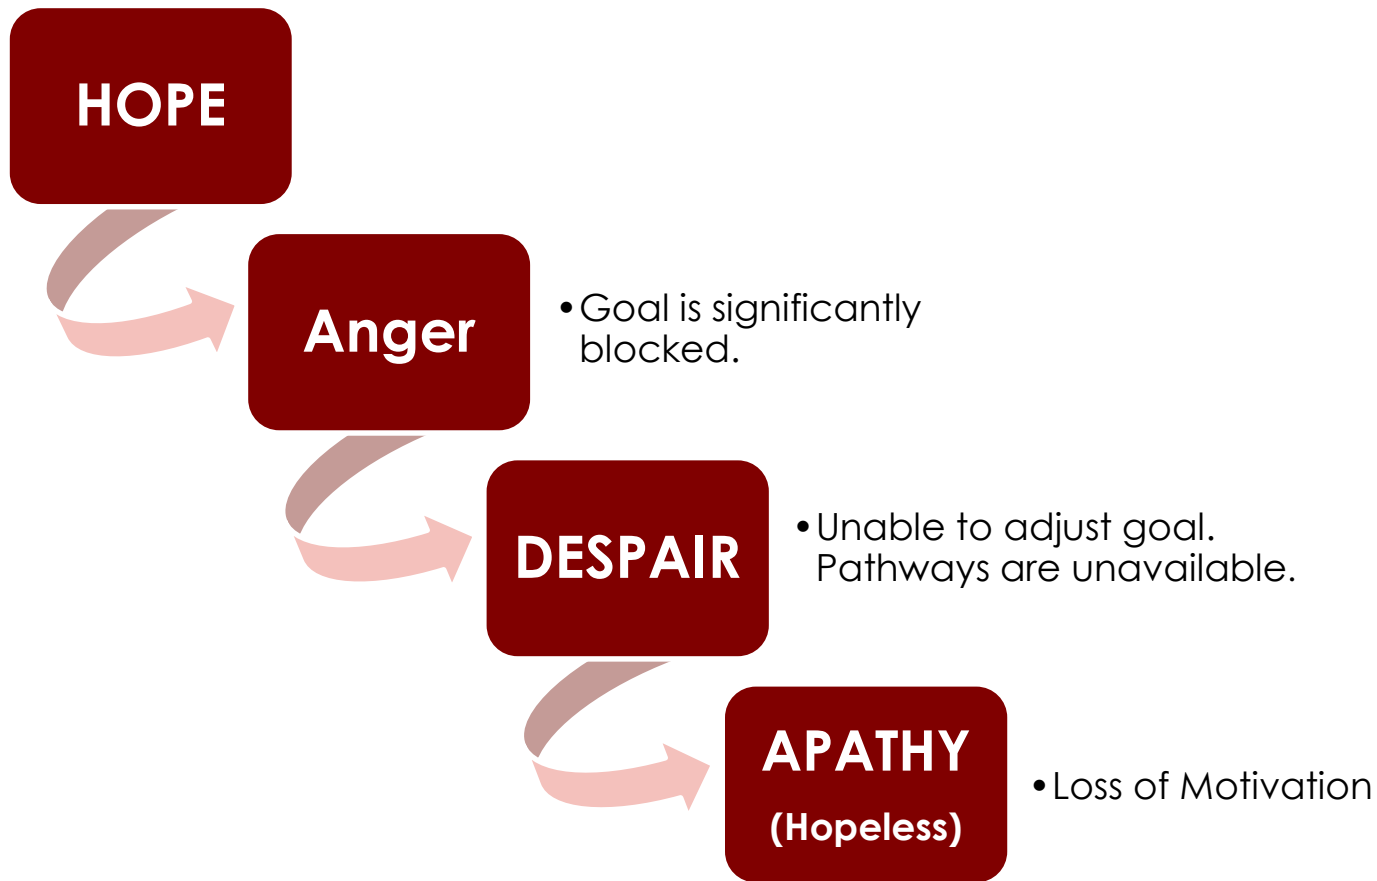 HOPE
Anger
•Goal is significantly
blocked.
DESPAIR
•Unable to adjust goal.
Pathways are unavailable.
APATHY
(Hopeless)
•Loss of Motivation